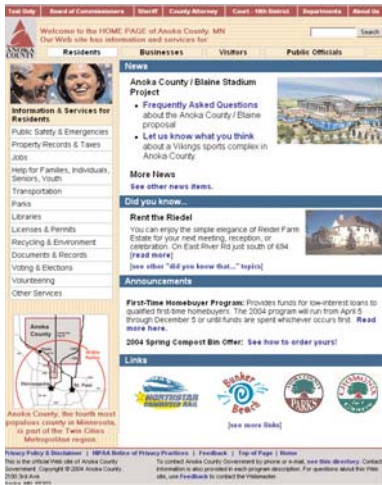 Text Only
Board of Commissioners
Sheriff
County Attorney
Court - 10th District
Departments
About Us
Welcome to the HOME PAGE of Anoka County, MN
Our Web site has information and services for:
Search
ANOKA
COUNTY
Residents
Businesses
Visitors
Public Officials
Information & Services for
Residents
Public Safety & Emergencies
Property Records & Taxes
Jobs
Help for Families, Individuals,
Seniors, Youth
Transportation
Parks
Libraries
Licenses & Permits
Recycling & Environment
Documents & Records
Voting & Elections
Volunteering
Other Services
Anoka
County
Minneapolis
St. Paul
Anoka County, the fourth most
populous county in Minnesota,
is part of the Twin Cities
Metropolitan region.
News
Anoka County / Blaine Stadium
Project
• Frequently Asked Questions
about the Anoka County / Blaine
proposal
• Let us know what you think
about a Vikings sports complex in
Anoka County.
More News
See other news items.
Did you know...
Rent the Riedel
You can enjoy the simple elegance of Reidel Farm
Estate for your next meeting, reception, or
celebration. On East River Rd just south of 694.
[read more]
[see other "did you know that..." topics]
Announcements
First-Time Homebuyer Program: Provides funds for low-interest loans to
qualified first-time homebuyers. The 2004 program will run from April 5
through December 5 or until funds are spent whichever occurs first. Read
more here.
2004 Spring Compost Bin Offer: See how to order yours!
Links
NORTHSTAR
COMMUTER RAIL
Bunker
Beach
PARKS
CHOMONIX
[see more links]
Privacy Policy & Disclaimer | HIPAA Notice of Privacy Practices | Feedback | Top of Page | Home
This is the official Web site of Anoka County
Government. Copyright © 2004 Anoka County.
2100 3rd Ave
To contact Anoka County Government by phone or e-mail, see this directory. Contact
information is also provided in each program description. For questions about this Web
site, use Feedback to contact the Webmaster.